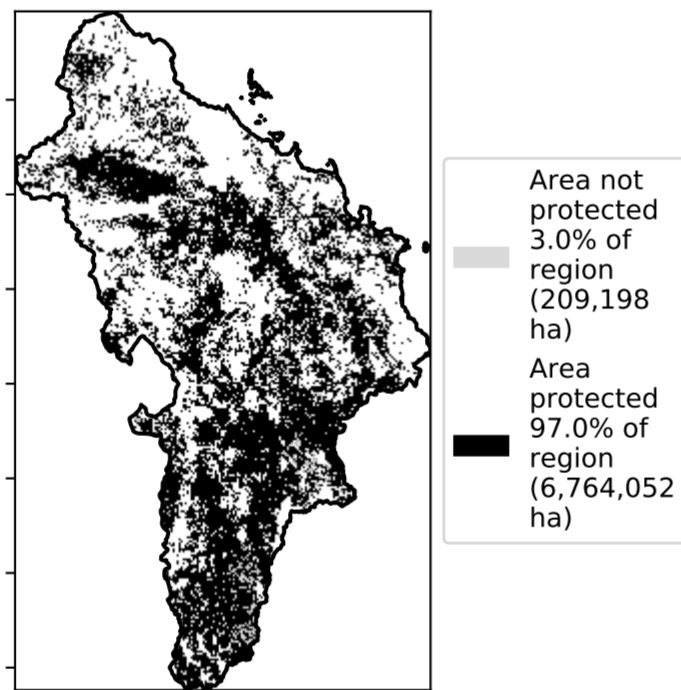 Area not
protected
3.0% of
region
(209,198
ha)
Area
protected
97.0% of
region
(6,764,052
ha)